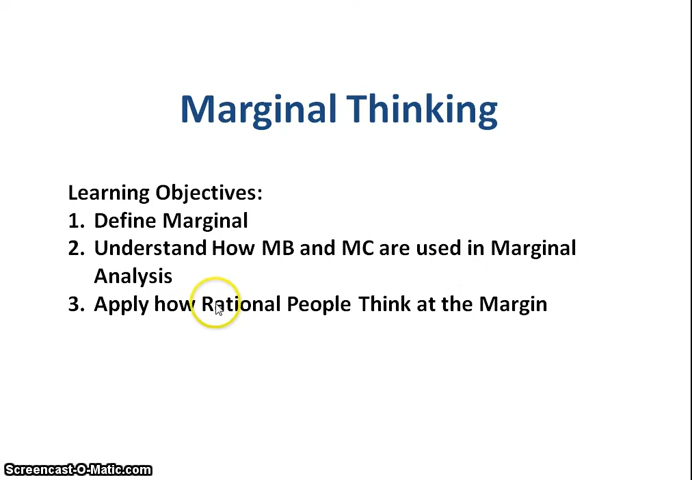 Marginal Thinking
Learning Objectives:
1. Define Marginal
2. Understand How MB and MC are used in Marginal
Analysis
3. Apply how Rational People Think at the Margin
Screencast-O-Matic.com